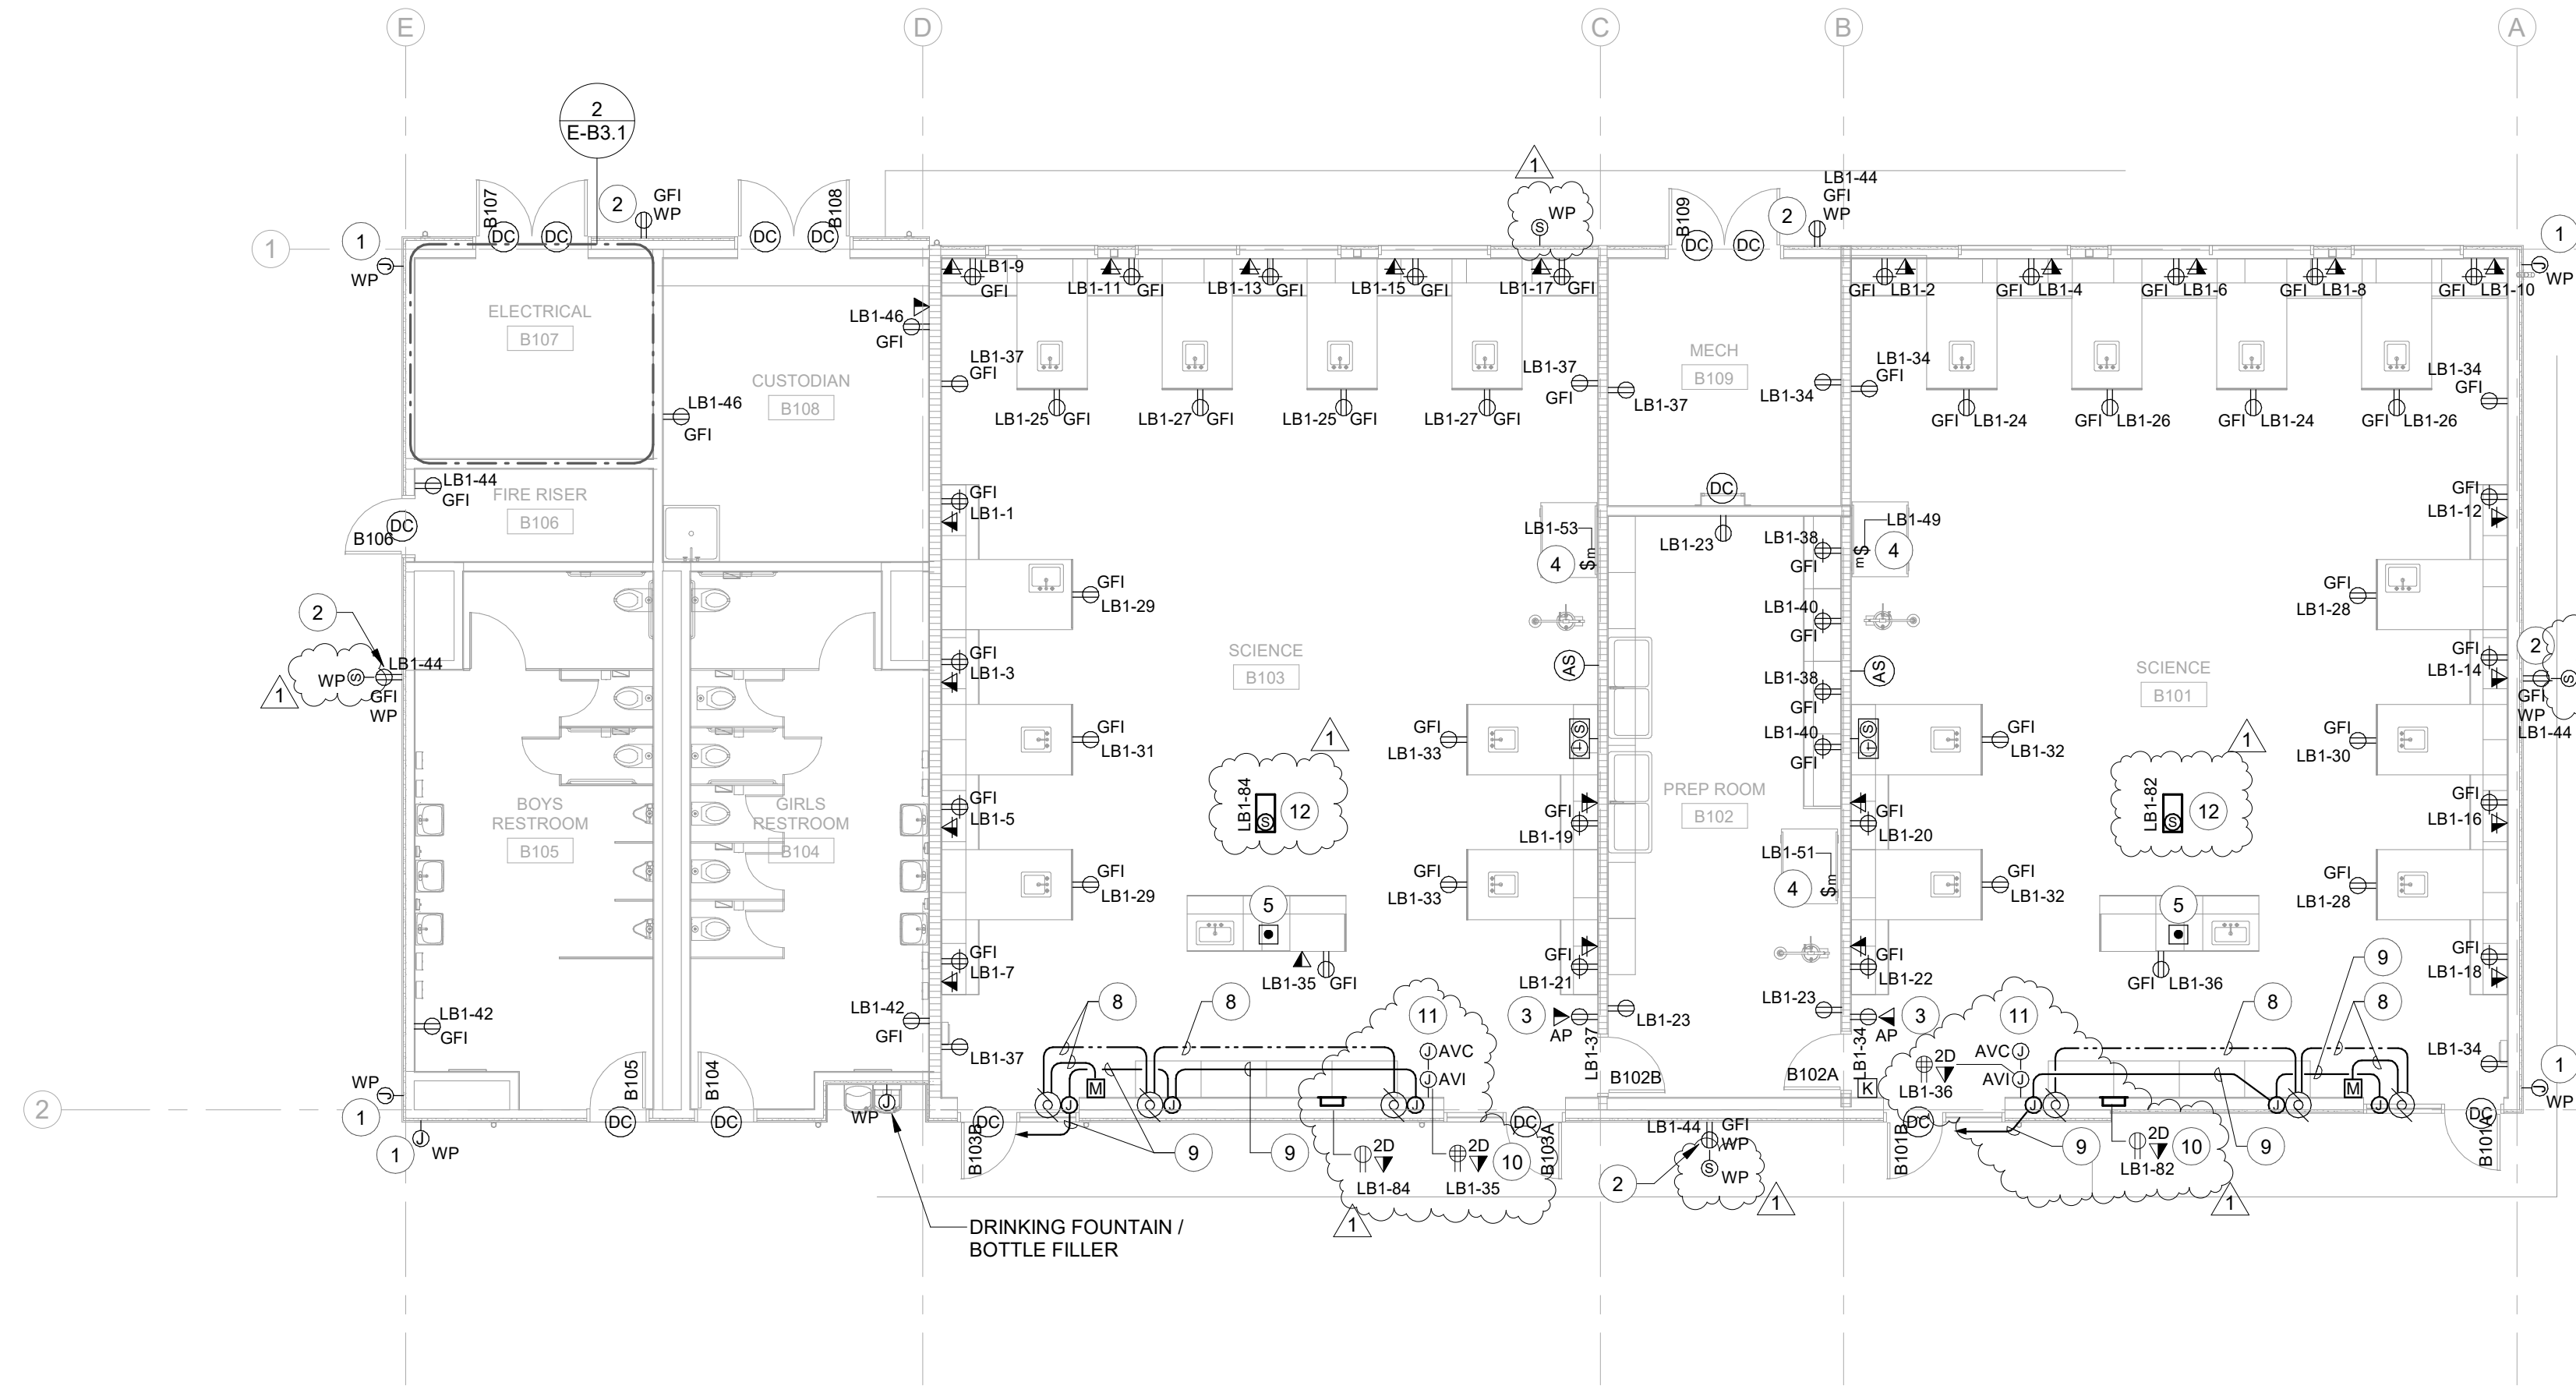 E
D
C
B
A
2
E-B3.1
1
B107
2
GFI
WP
B108
WP
1
B109
2
LB1-44
GFI
WP
1
1
1
WP
WP
LB1-9
GFI
LB1-11
GFI
LB1-13
GFI
LB1-15
GFI
LB1-17
GFI
GFI
LB1-2
GFI
LB1-4
GFI
LB1-6
GFI
LB1-8
GFI
LB1-10
DC
DC
DC
DC
DC
DC
S
J
J
ELECTRICAL
B107
LB1-46
GFI
CUSTODIAN
B108
LB1-46
GFI
LB1-37
GFI
LB1-37
GFI
LB1-37
MECH
B109
LB1-34
LB1-34
GFI
LB1-34
GFI
LB1-25
GFI
LB1-27
GFI
LB1-25
GFI
LB1-27
GFI
GFI
LB1-24
GFI
LB1-26
GFI
LB1-24
GFI
LB1-26
LB1-44
GFI
FIRE RISER
B106
DC
B106
GFI
LB1-1
LB1-53
4
$m
DC
LB1-23
LB1-38
GFI
LB1-49
4
m$
GFI
LB1-12
GFI
LB1-29
LB1-40
GFI
GFI
LB1-28
2
LB1-44
WP
S
GFI
WP
1
GFI
LB1-3
SCIENCE
B103
AS
LB1-38
GFI
AS
SCIENCE
B101
GFI
LB1-14
2
S
GFI
WP
LB1-44
GFI
LB1-31
GFI
LB1-33
S
L
LB1-40
GFI
S
L
GFI
LB1-32
GFI
LB1-30
1
LB1-84
S
12
1
LB1-82
S
12
BOYS
RESTROOM
B105
GIRLS
RESTROOM
B104
GFI
LB1-5
GFI
LB1-19
PREP ROOM
B102
GFI
LB1-20
GFI
LB1-16
GFI
LB1-29
GFI
LB1-33
LB1-51
4
$m
GFI
LB1-32
GFI
LB1-28
5
5
GFI
LB1-7
LB1-35
GFI
GFI
LB1-21
GFI
LB1-22
GFI
LB1-36
9
GFI
LB1-18
LB1-42
GFI
LB1-42
GFI
LB1-37
8
8
11
3
AP
LB1-37
LB1-23
LB1-23
3
AP
LB1-34
11
8
8
LB1-34
J
AVC
J
AVI
2D
LB1-36
AVC
J
AVI
J
WP
J
1
2
B105
B104
WP
J
M
J
J
J
B102B
B102A
K
J
J
M
J
1
J
WP
1
J
WP
DC
DC
B103B
DC
9
9
2D
2D
10
LB1-84
LB1-35
DC
B103A
LB1-44
GFI
WP
S
WP
2
1
1
B101B
DC
9
2D
10
LB1-82
9
1
DC
B101A
DRINKING FOUNTAIN /
BOTTLE FILLER